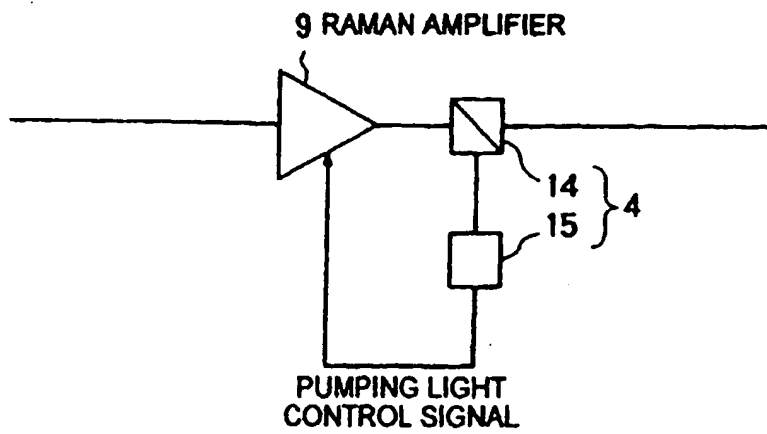 9 RAMAN AMPLIFIER
14
15
4
PUMPING LIGHT
CONTROL SIGNAL